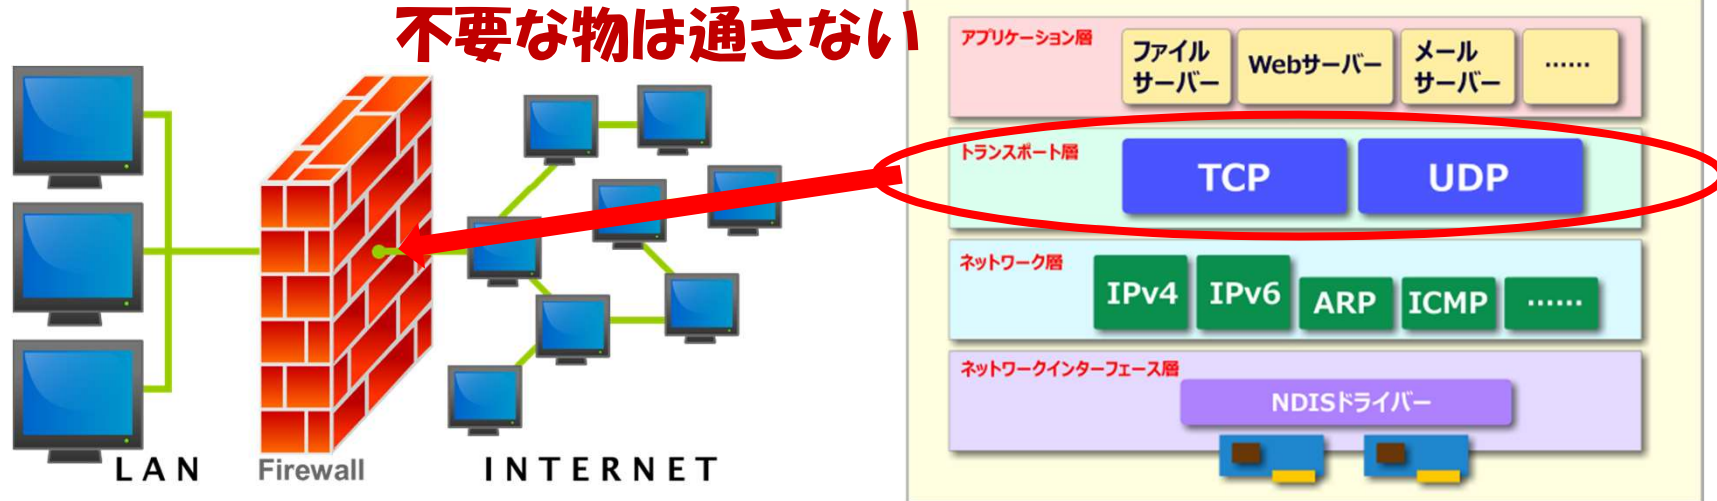 不要な物は通さない
LAN
Firewall
INTERNET
アプリケーション層
ファイル
サーバー
Webサーバー
メール
サーバー
……
トランスポート層
TCP
UDP
ネットワーク層
IPv4
IPv6
ARP
ICMP
……
ネットワークインターフェース層
NDISドライバー